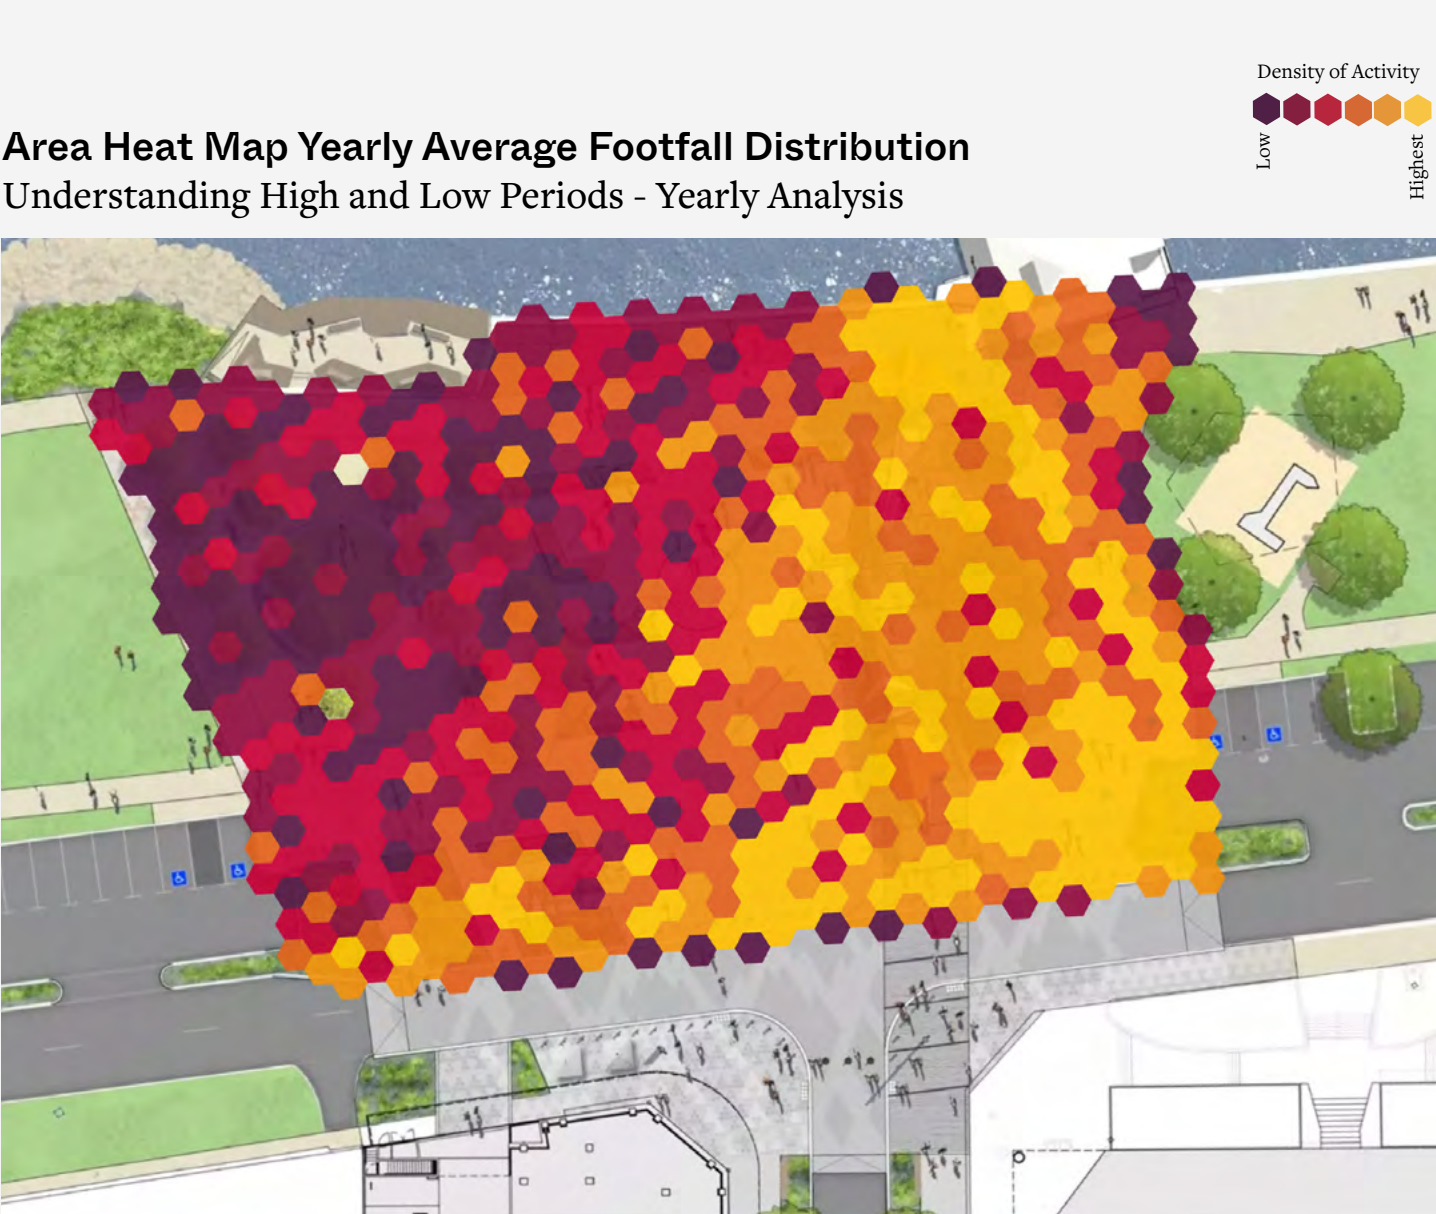 Density of Activity
Low
Highest
Area Heat Map Yearly Average Footfall Distribution
Understanding High and Low Periods - Yearly Analysis